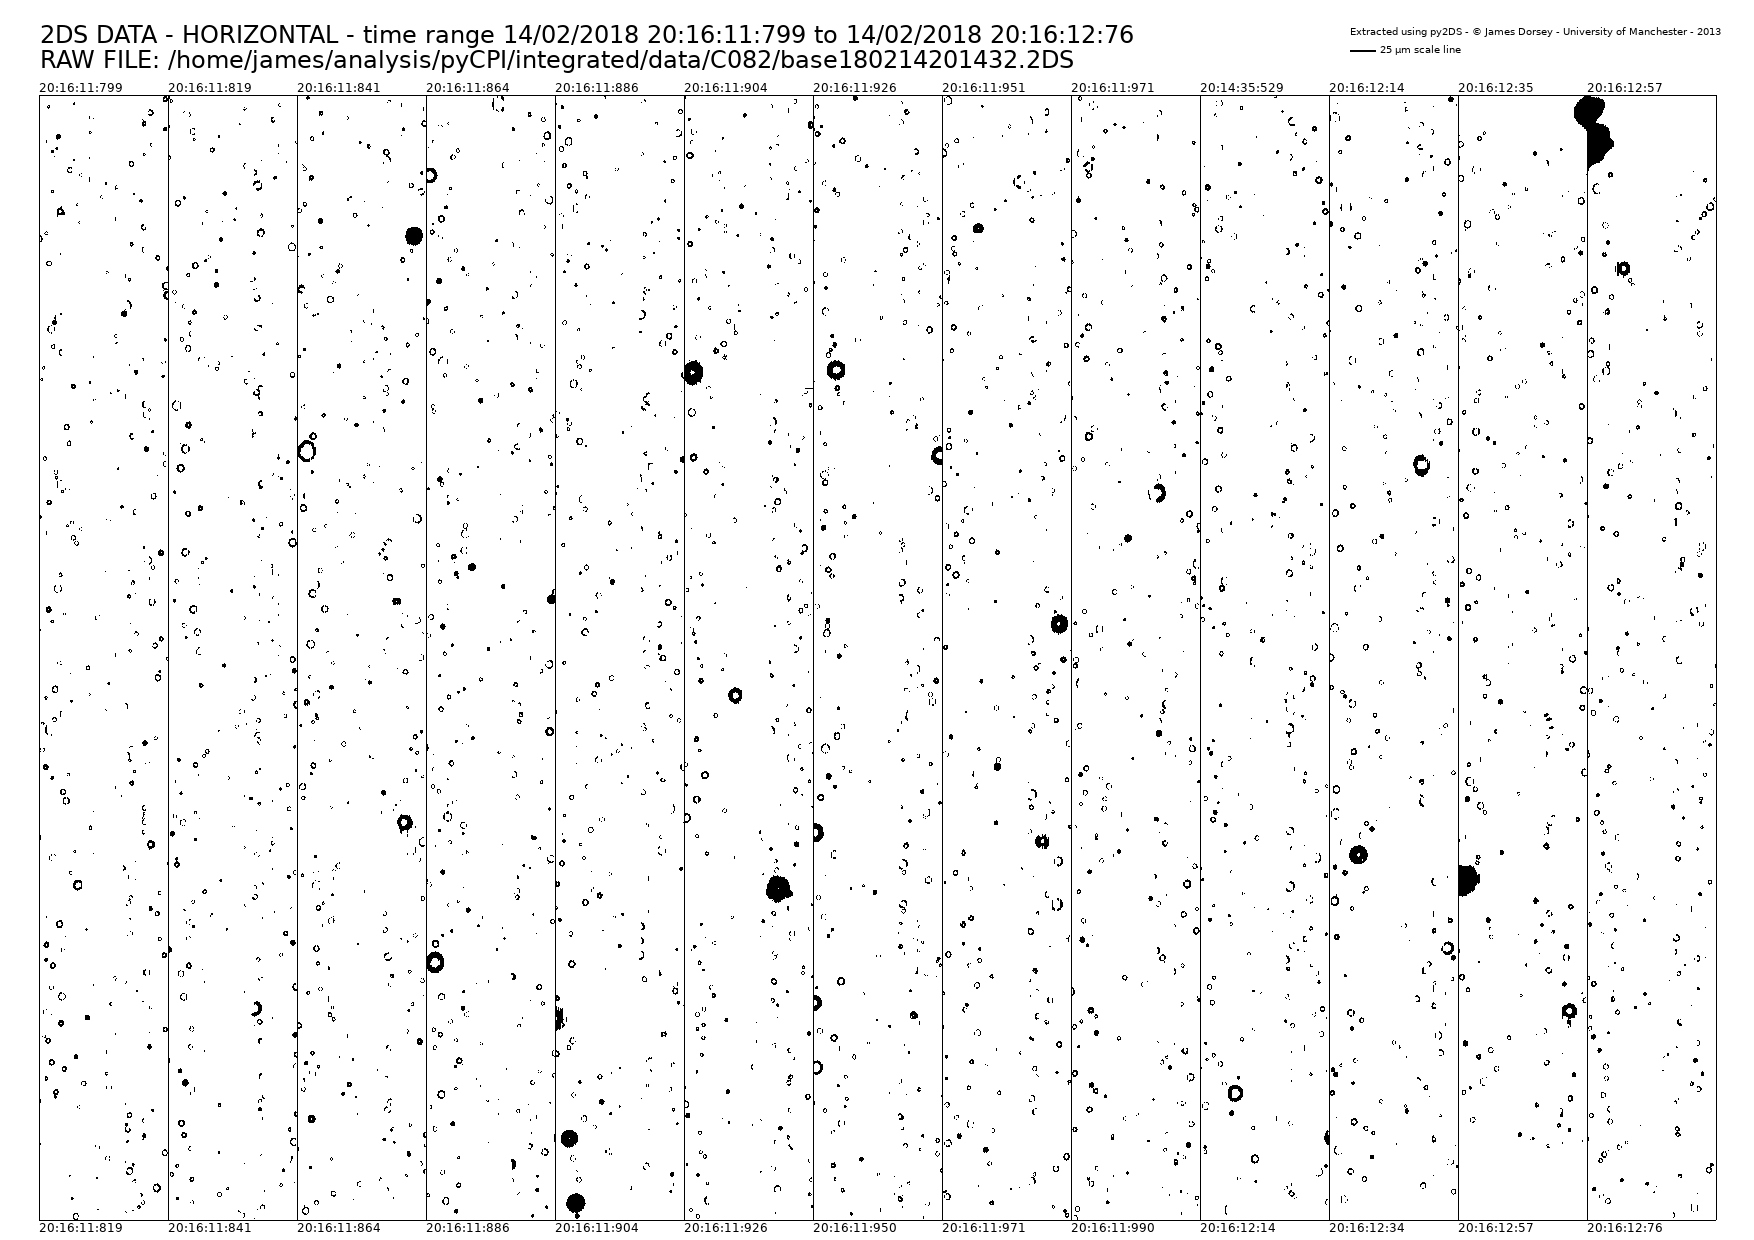 2DS DATA - HORIZONTAL - time range 14/02/2018 20:16:11:799 to 14/02/2018 20:16:12:76
RAW FILE: /home/james/analysis/pyCPI/integrated/data/C082/base180214201432.2DS
Extracted using py2DS - © James Dorsey - University of Manchester - 2013
25 µm scale line
20:16:11:799 20:16:11:819 20:16:11:841 20:16:11:864 20:16:11:886 20:16:11:904 20:16:11:926 20:16:11:951 20:16:11:971 20:14:35:529 20:16:12:14 20:16:12:35 20:16:12:57
20:16:11:819 20:16:11:841 20:16:11:864 20:16:11:886 20:16:11:904 20:16:11:926 20:16:11:950 20:16:11:971 20:16:11:990 20:16:12:14 20:16:12:34 20:16:12:57 20:16:12:76